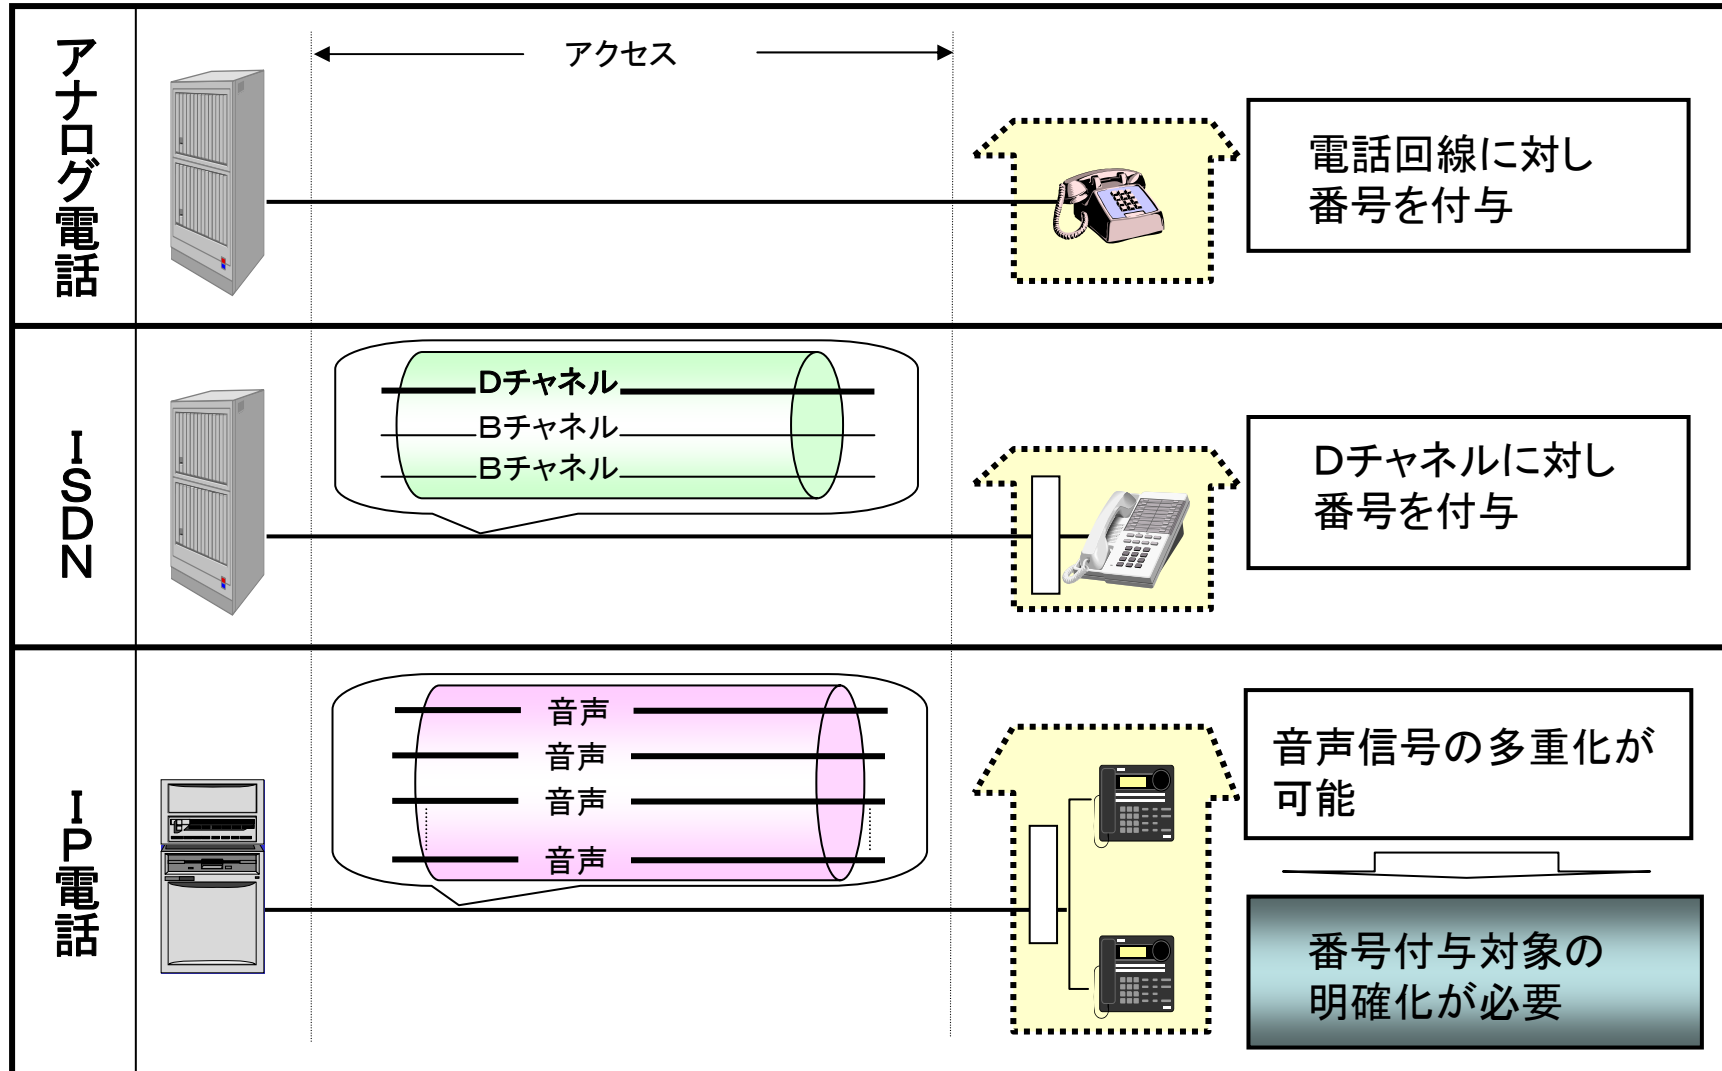 アナログ電話
アクセス
電話回線に対し
番号を付与
ISDN
Dチャネル
Bチャネル
Bチャネル
Dチャネルに対し
番号を付与
IP電話
音声
音声
音声
音声
音声信号の多重化が
可能
番号付与対象の
明確化が必要